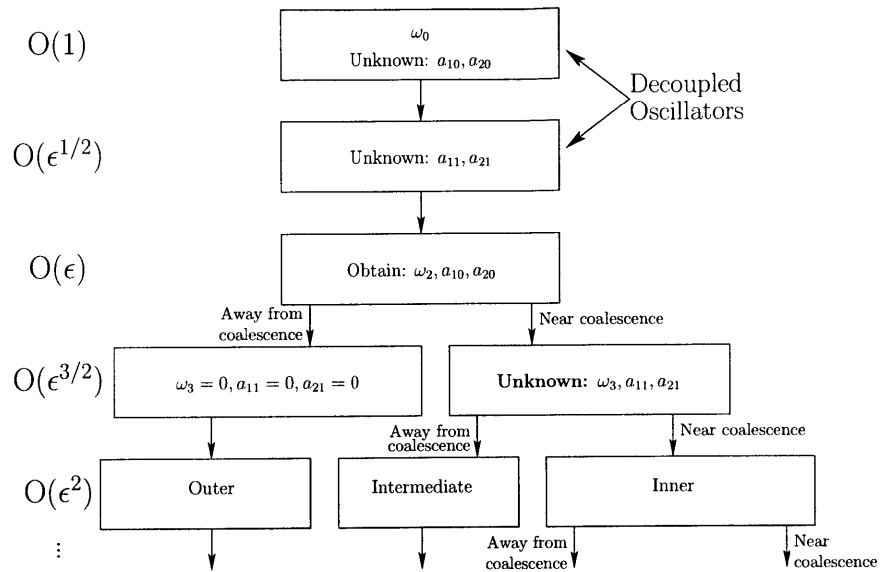 O(1)
ω₀
Unknown: a₁₀, a₂₀
Decoupled
Oscillators
O(ε^{1/2})
Unknown: a₁₁, a₂₁
O(ε)
Obtain: ω₂, a₁₀, a₂₀
Away from
coalescence
Near coalescence
O(ε^{3/2})
ω₃ = 0, a₁₁ = 0, a₂₁ = 0
Unknown: ω₃, a₁₁, a₂₁
Away from
coalescence
Near coalescence
O(ε²)
Outer
Intermediate
Inner
⋮
Away from
coalescence
Near
coalescence